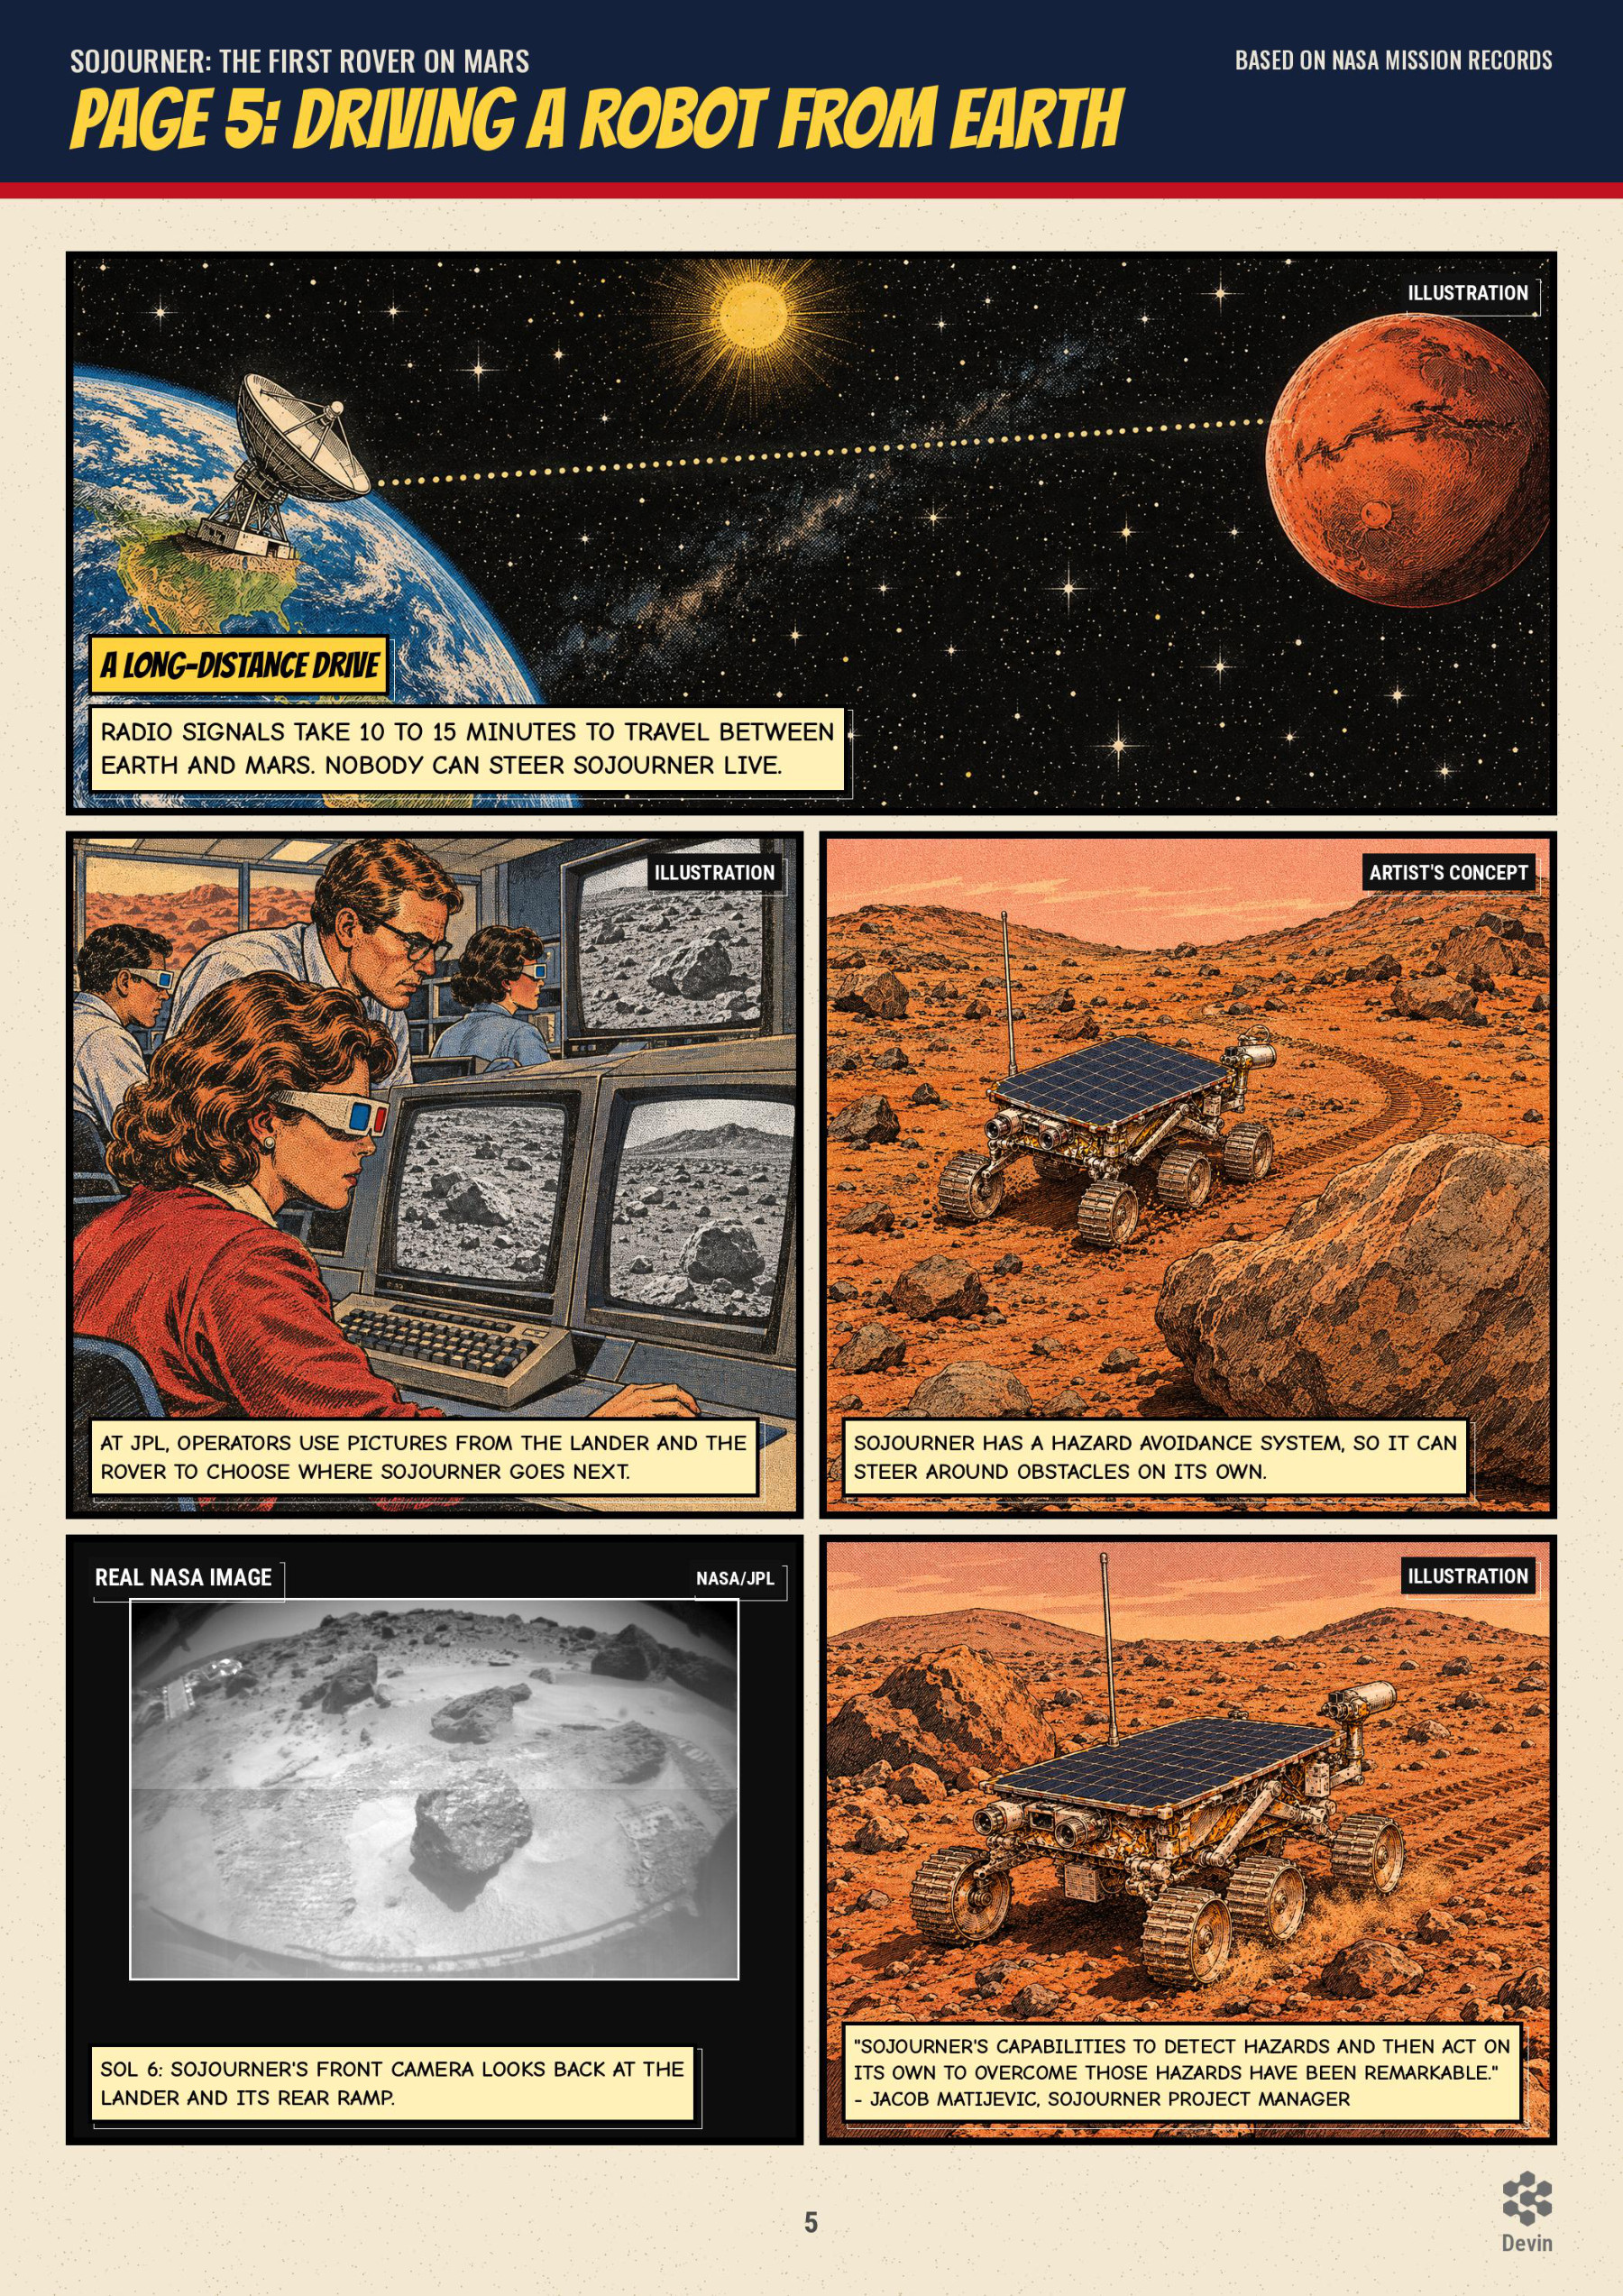 SOJOURNER: THE FIRST ROVER ON MARS
BASED ON NASA MISSION RECORDS
PAGE 5: DRIVING A ROBOT FROM EARTH
ILLUSTRATION
A LONG-DISTANCE DRIVE
RADIO SIGNALS TAKE 10 TO 15 MINUTES TO TRAVEL BETWEEN
EARTH AND MARS. NOBODY CAN STEER SOJOURNER LIVE.
ILLUSTRATION
AT JPL, OPERATORS USE PICTURES FROM THE LANDER AND THE
ROVER TO CHOOSE WHERE SOJOURNER GOES NEXT.
ARTIST'S CONCEPT
SOJOURNER HAS A HAZARD AVOIDANCE SYSTEM, SO IT CAN
STEER AROUND OBSTACLES ON ITS OWN.
REAL NASA IMAGE
NASA/JPL
SOL 6: SOJOURNER'S FRONT CAMERA LOOKS BACK AT THE
LANDER AND ITS REAR RAMP.
ILLUSTRATION
"SOJOURNER'S CAPABILITIES TO DETECT HAZARDS AND THEN ACT ON
ITS OWN TO OVERCOME THOSE HAZARDS HAVE BEEN REMARKABLE."
- JACOB MATIJEVIC, SOJOURNER PROJECT MANAGER
5
Devin